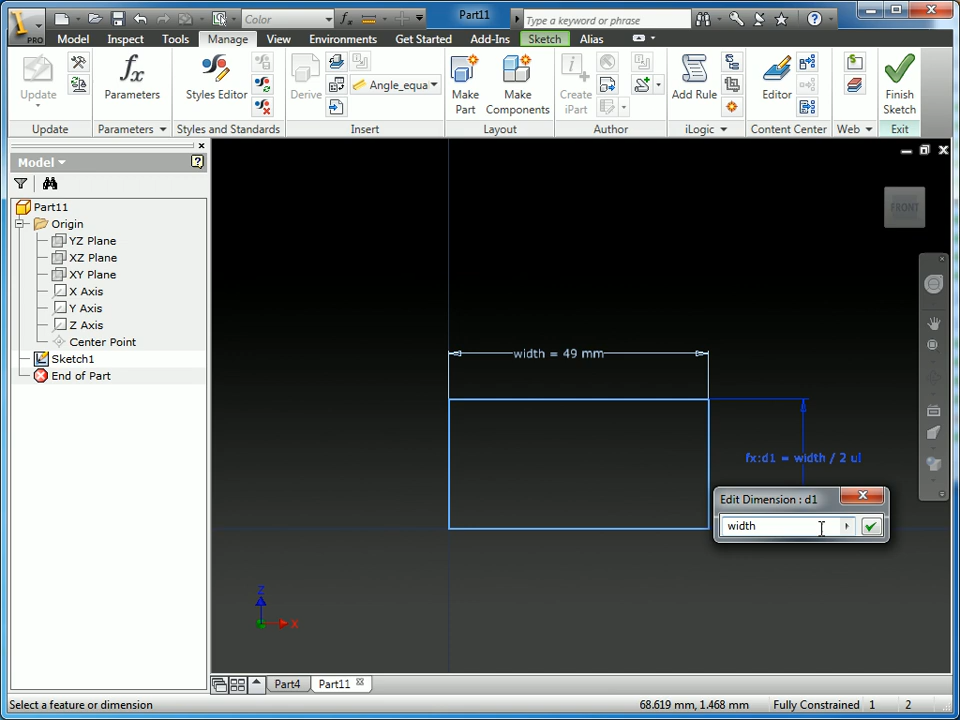 Color
Part11
Type a keyword or phrase
PRO
Model
Inspect
Tools
Manage
View
Environments
Get Started
Add-Ins
Sketch
Alias
Update
Parameters
Styles Editor
Derive
Angle_equa
Make Part
Make Components
Create iPart
Add Rule
Editor
Finish Sketch
Update
Parameters
Styles and Standards
Insert
Layout
Author
iLogic
Content Center
Web
Exit
Model
Part11
Origin
YZ Plane
XZ Plane
XY Plane
X Axis
Y Axis
Z Axis
Center Point
Sketch1
End of Part
FRONT
width = 49 mm
fx:d1 = width / 2 ul
Edit Dimension : d1
width
Z
X
Part4
Part11
Select a feature or dimension
68.619 mm, 1.468 mm
Fully Constrained
1
2